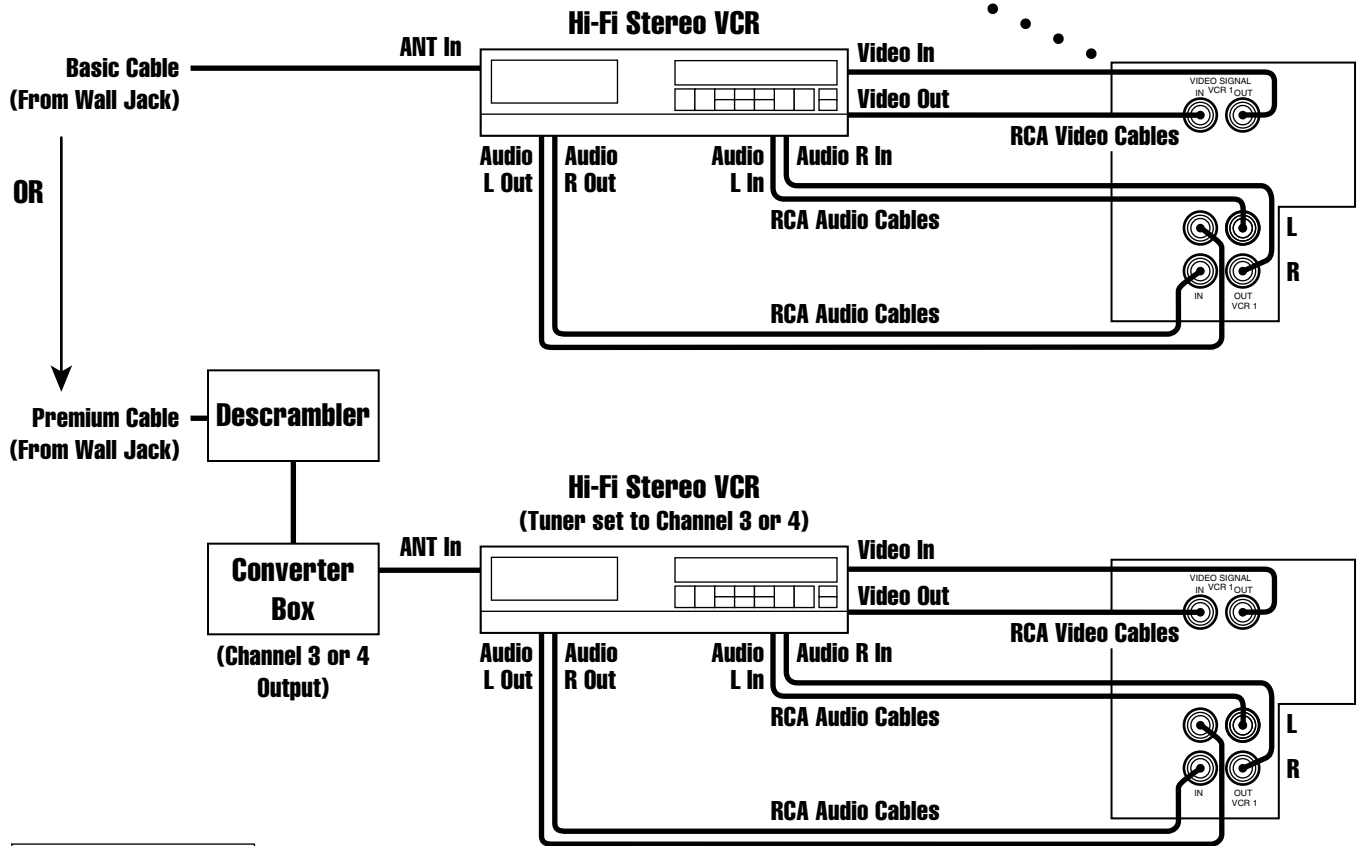 Hi-Fi Stereo VCR
ANT In
Basic Cable
(From Wall Jack)
Video In
Video Out
VIDEO SIGNAL
IN VCR 1 OUT
RCA Video Cables
Audio
L Out
Audio
R Out
Audio
L In
Audio R In
RCA Audio Cables
L
R
IN
OUT
VCR 1
RCA Audio Cables
OR
Premium Cable
(From Wall Jack)
Descrambler
Hi-Fi Stereo VCR
(Tuner set to Channel 3 or 4)
ANT In
Converter
Box
(Channel 3 or 4
Output)
Video In
Video Out
VIDEO SIGNAL
IN VCR 1 OUT
RCA Video Cables
Audio
L Out
Audio
R Out
Audio
L In
Audio R In
RCA Audio Cables
L
R
IN
OUT
VCR 1
RCA Audio Cables